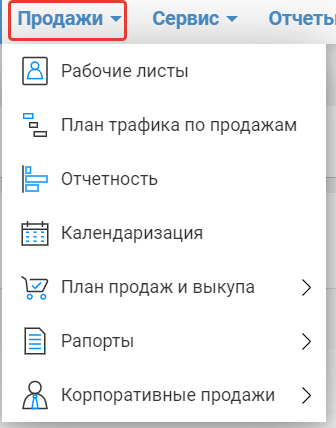 Продажи Сервис Отчеты
Рабочие листы
План трафика по продажам
Отчетность
Календаризация
План продаж и выкупа
Рапорты
Корпоративные продажи